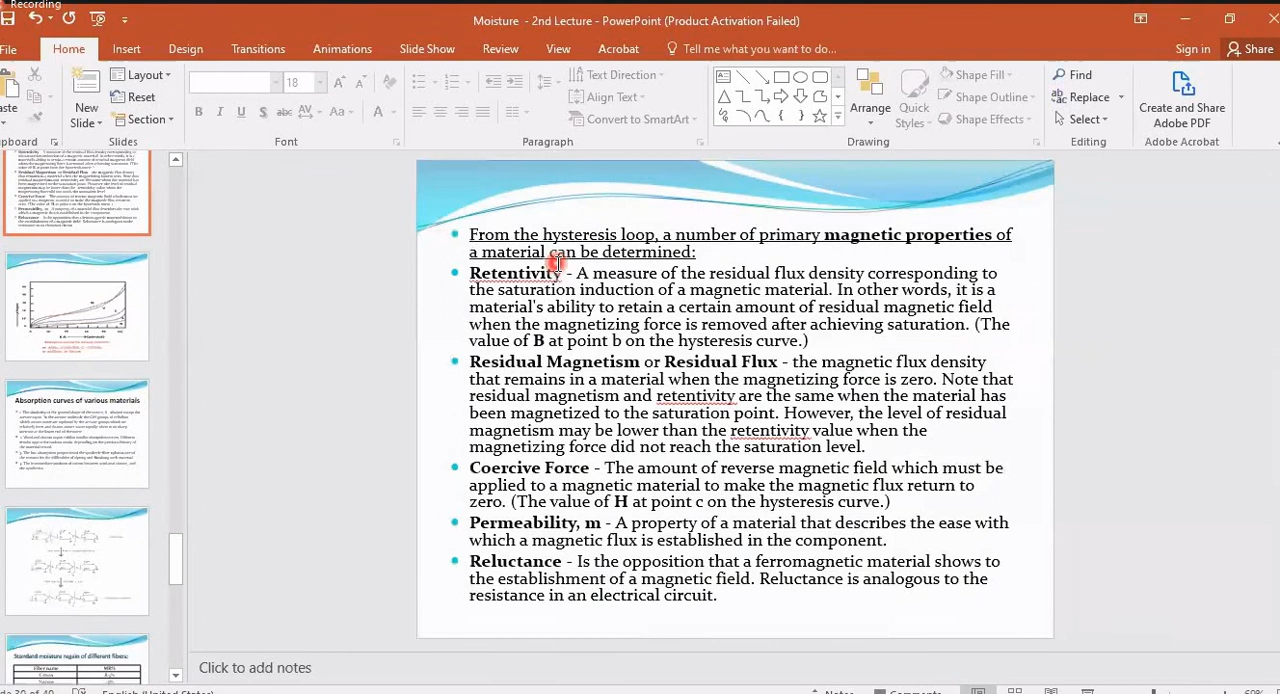 Recording
Moisture - 2nd Lecture - PowerPoint (Product Activation Failed)
File Home Insert Design Transitions Animations Slide Show Review View Acrobat Tell me what you want to do... Sign in Share
New Slide
Layout
Reset
Section
Slides
18
Font
Text Direction
Align Text
Convert to SmartArt
Paragraph
Arrange
Quick Styles
Shape Fill
Shape Outline
Shape Effects
Drawing
Find
Replace
Select
Editing
Create and Share
Adobe PDF
Adobe Acrobat
Absorption curves of various materials
Standard moisture regain of different fibers:
From the hysteresis loop, a number of primary magnetic properties of
a material can be determined:
Retentivity - A measure of the residual flux density corresponding to
the saturation induction of a magnetic material. In other words, it is a
material's ability to retain a certain amount of residual magnetic field
when the magnetizing force is removed after achieving saturation. (The
value of B at point b on the hysteresis curve.)
Residual Magnetism or Residual Flux - the magnetic flux density
that remains in a material when the magnetizing force is zero. Note that
residual magnetism and retentivity are the same when the material has
been magnetized to the saturation point. However, the level of residual
magnetism may be lower than the retentivity value when the
magnetizing force did not reach the saturation level.
Coercive Force - The amount of reverse magnetic field which must be
applied to a magnetic material to make the magnetic flux return to
zero. (The value of H at point c on the hysteresis curve.)
Permeability, m - A property of a material that describes the ease with
which a magnetic flux is established in the component.
Reluctance - Is the opposition that a ferromagnetic material shows to
the establishment of a magnetic field. Reluctance is analogous to the
resistance in an electrical circuit.
Click to add notes
English (United States)
Notes
Comments